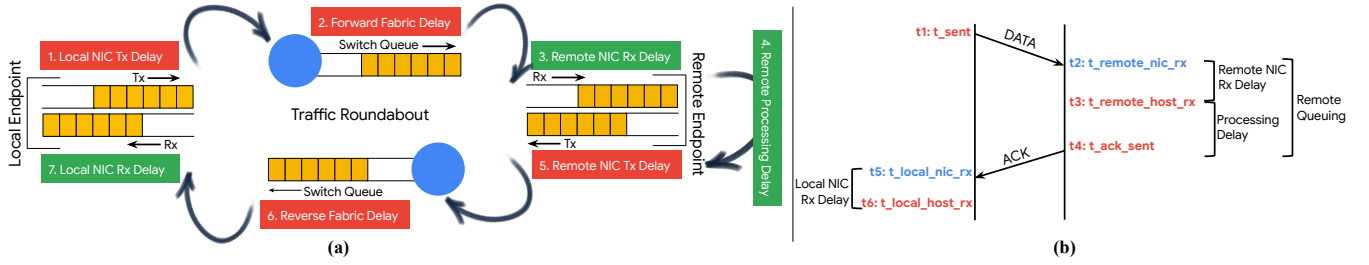 2. Forward Fabric Delay
Switch Queue
1. Local NIC Tx Delay
Tx
Local Endpoint
Rx
7. Local NIC Rx Delay
Traffic Roundabout
3. Remote NIC Rx Delay
Rx
Remote Endpoint
Tx
5. Remote NIC Tx Delay
4. Remote Processing Delay
Switch Queue
6. Reverse Fabric Delay
(a)
t1: t_sent
DATA
t2: t_remote_nic_rx
Remote NIC
Rx Delay
t3: t_remote_host_rx
Processing
Delay
Remote
Queuing
t4: t_ack_sent
ACK
t5: t_local_nic_rx
Local NIC
Rx Delay
t6: t_local_host_rx
(b)